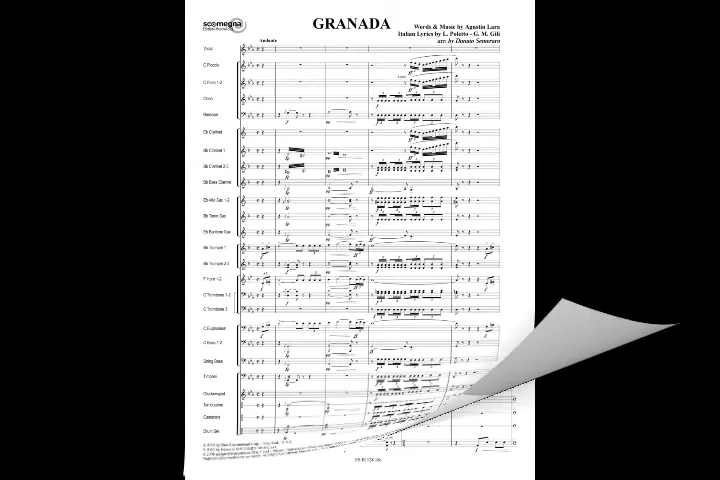 scomegna
GRANADA
Words & Music by Agustin Lara
Italian Lyrics by L. Poletto - G. M. Gili
arr. by Donato Semeraro
Andante
Vocal
C Piccolo
C Flute 1-2
Oboe
Bassoon
Eb Clarinet
Bb Clarinet 1
Bb Clarinet 2-3
Bb Bass Clarinet
Eb Alto Sax 1-2
Bb Tenor Sax
Eb Baritone Sax
Bb Trumpet 1
Bb Trumpet 2-3
F Horn 1-2
C Trombone 1-2
C Trombone 3
C Euphonium
C Bass 1-2
String Bass
Timpani
Glockenspiel
Tambourine
Castanets
Drum Set